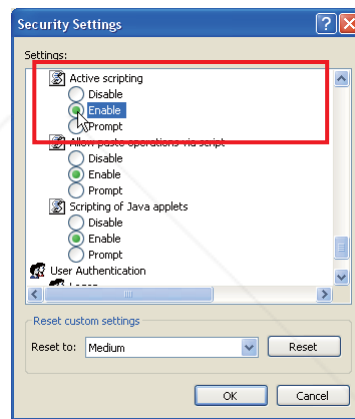 Security Settings
Settings:
Active scripting
Disable
Enable
Prompt
Allow paste operations via script
Disable
Enable
Prompt
Scripting of Java applets
Disable
Enable
Prompt
User Authentication
Logon
Reset custom settings
Reset to: Medium Reset
OK Cancel